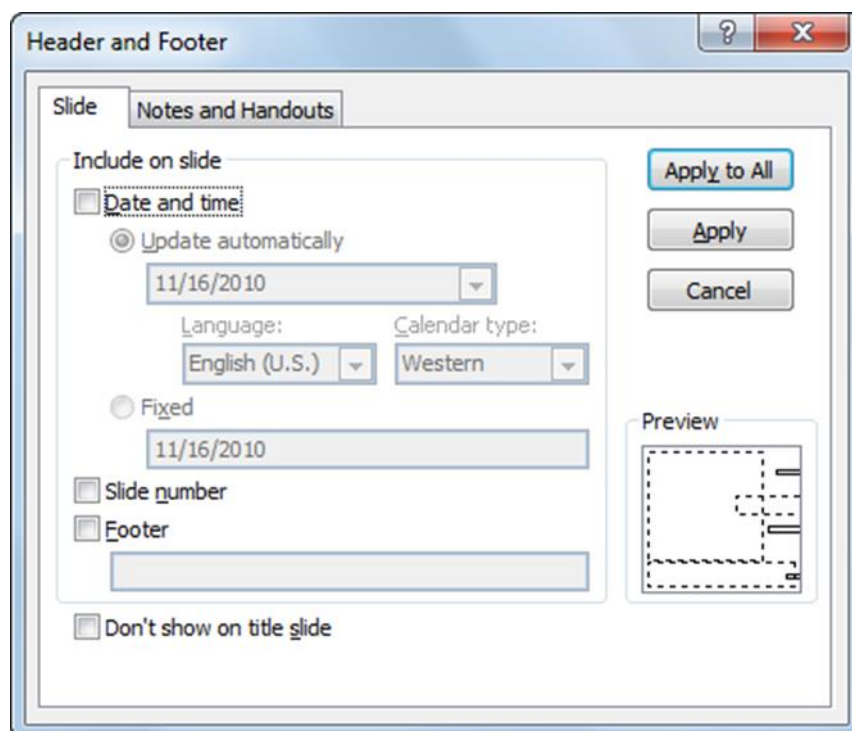 Header and Footer
Slide
Notes and Handouts
Include on slide
Date and time
Update automatically
11/16/2010
Language:
Calendar type:
English (U.S.)
Western
Fixed
11/16/2010
Slide number
Footer
Don't show on title slide
Apply to All
Apply
Cancel
Preview